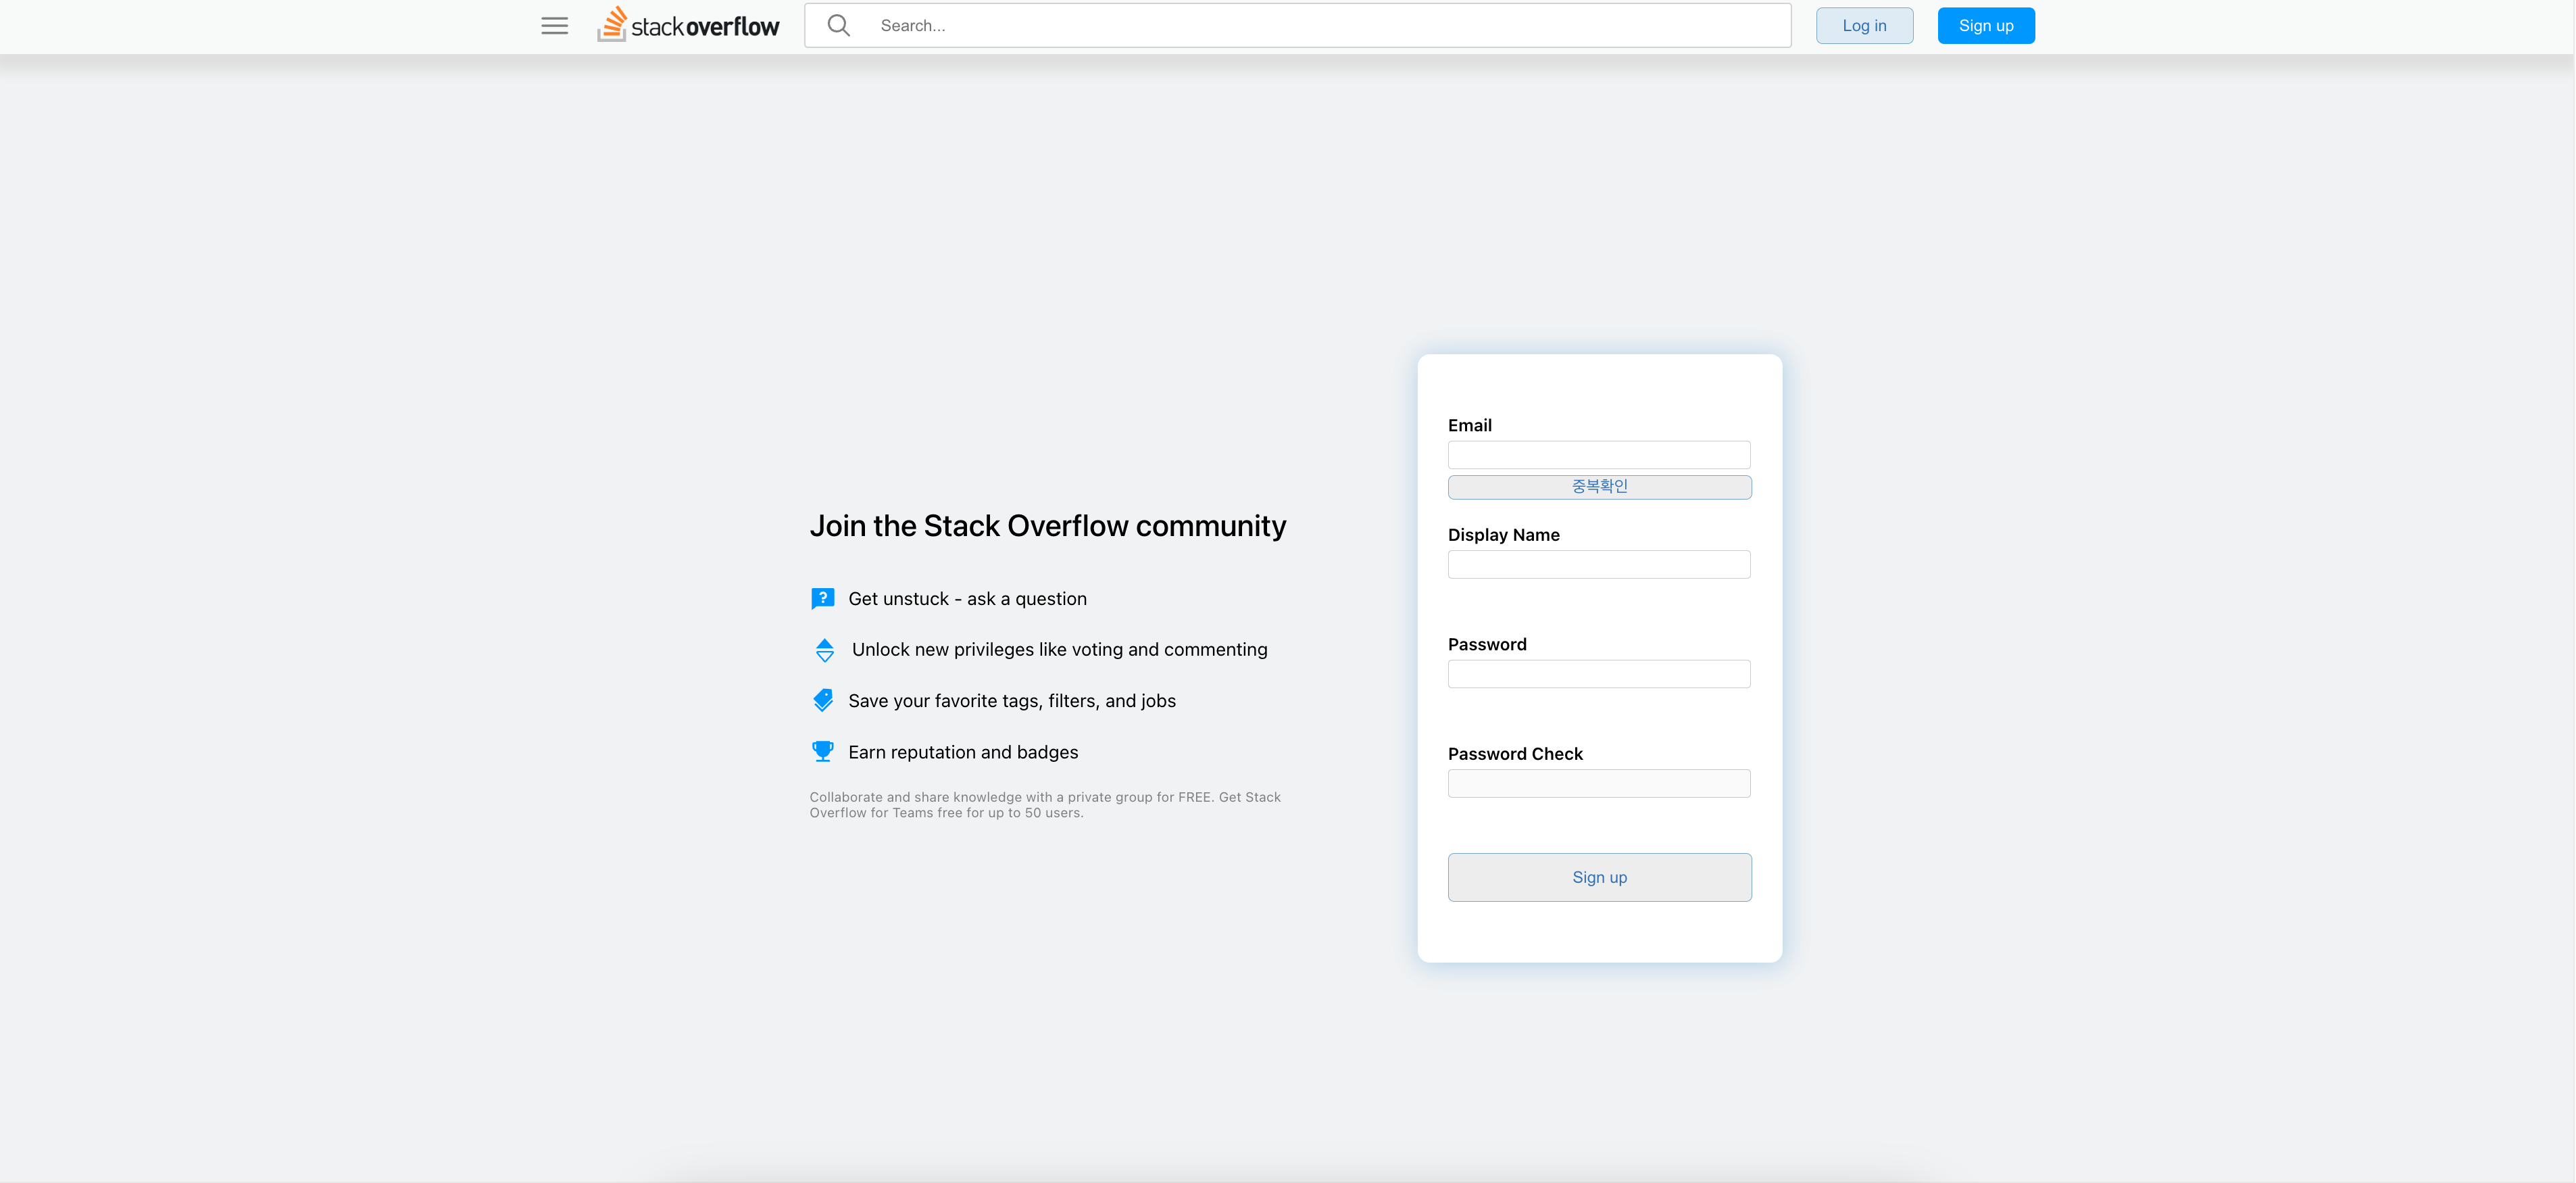 stackoverflow
Search...
Log in
Sign up
Join the Stack Overflow community
Get unstuck - ask a question
Unlock new privileges like voting and commenting
Save your favorite tags, filters, and jobs
Earn reputation and badges
Collaborate and share knowledge with a private group for FREE. Get Stack
Overflow for Teams free for up to 50 users.
Email
중복확인
Display Name
Password
Password Check
Sign up